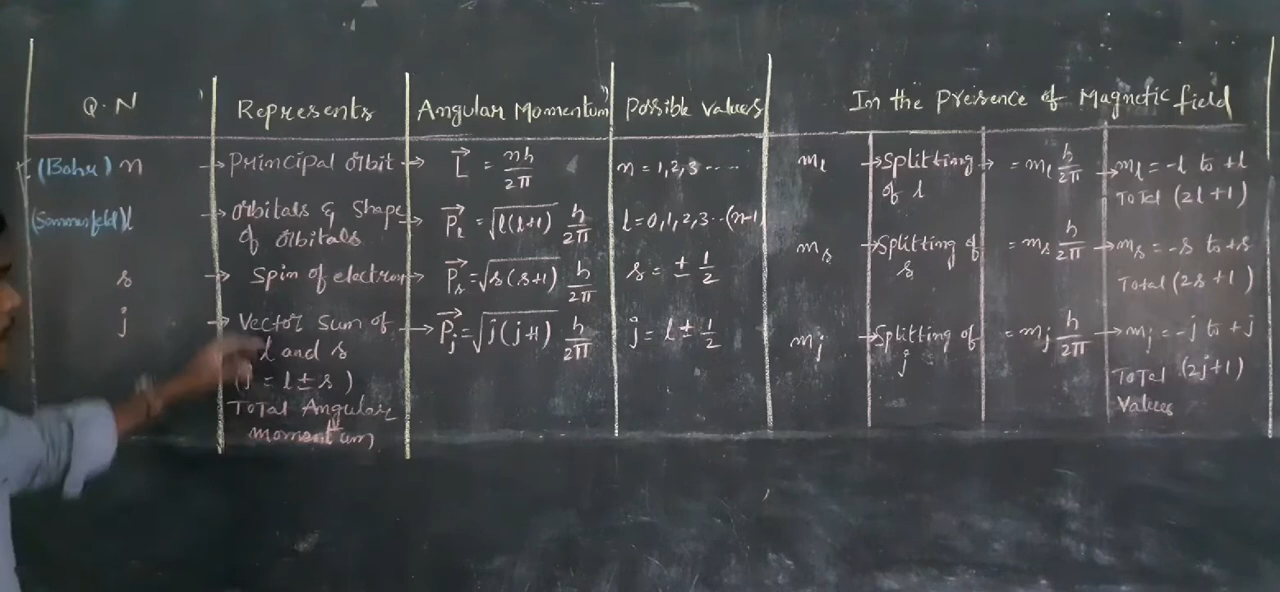 Q.N Represents Angular Momentum Possible Values In the Preisence of Magnetic field
(Bohr) n → Principal orbit → L⃗ = nh/2π n = 1,2,3 ..... mₗ → Splitting of l → = mₗ h/2π → mₗ = -l to +l Total (2l+1)
(Sommerfeld) l → orbitals & Shape of orbitals → P⃗ₗ = √l(l+1) h/2π l = 0,1,2,3..(n-1)
s → Spin of electron → P⃗ₛ = √s(s+1) h/2π s = ± 1/2 mₛ → Splitting of s = mₛ h/2π → mₛ = -s to +s Total (2s+1)
j → Vector Sum of l and s → P⃗ⱼ = √j(j+1) h/2π j = l ± 1/2 mⱼ → Splitting of j = mⱼ h/2π → mⱼ = -j to +j Total (2j+1) Values
(j = l ± s)
Total Angular
momentum